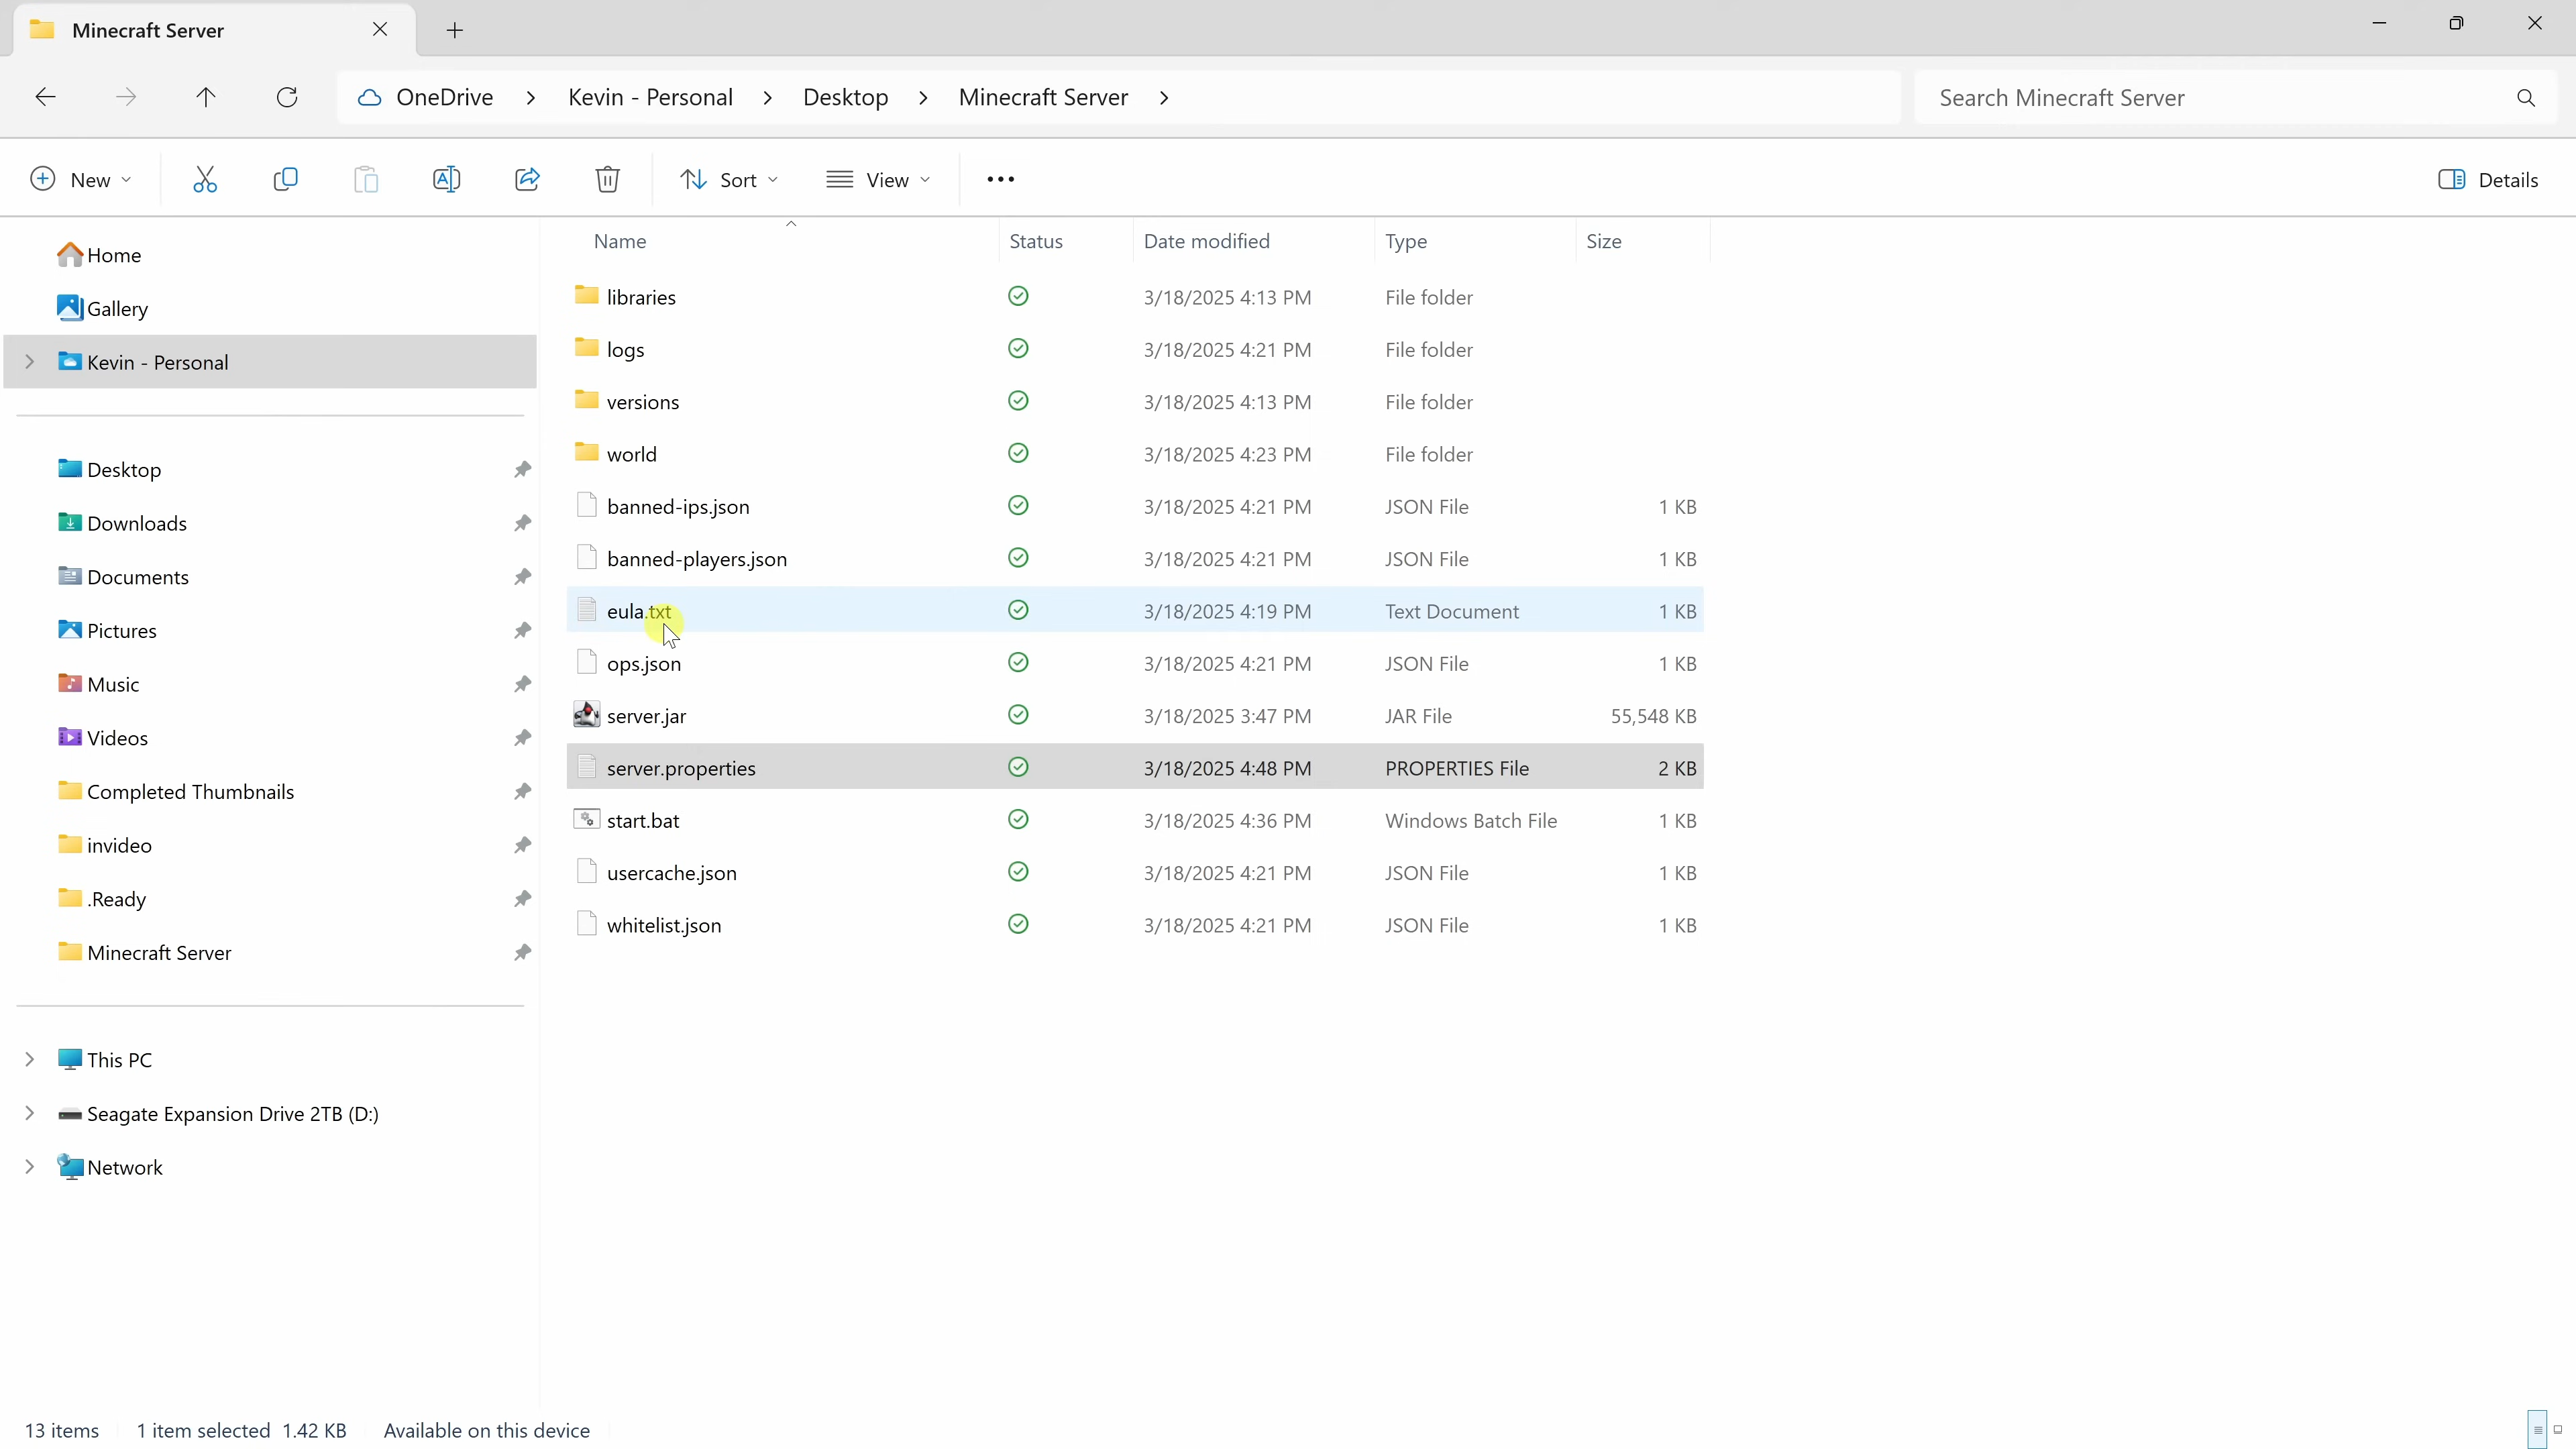 Minecraft Server
OneDrive > Kevin - Personal > Desktop > Minecraft Server >
Search Minecraft Server
New
Sort
View
Details
Home
Gallery
Kevin - Personal
Desktop
Downloads
Documents
Pictures
Music
Videos
Completed Thumbnails
invideo
.Ready
Minecraft Server
This PC
Seagate Expansion Drive 2TB (D:)
Network
Name Status Date modified Type Size
libraries 3/18/2025 4:13 PM File folder
logs 3/18/2025 4:21 PM File folder
versions 3/18/2025 4:13 PM File folder
world 3/18/2025 4:23 PM File folder
banned-ips.json 3/18/2025 4:21 PM JSON File 1 KB
banned-players.json 3/18/2025 4:21 PM JSON File 1 KB
eula.txt 3/18/2025 4:19 PM Text Document 1 KB
ops.json 3/18/2025 4:21 PM JSON File 1 KB
server.jar 3/18/2025 3:47 PM JAR File 55,548 KB
server.properties 3/18/2025 4:48 PM PROPERTIES File 2 KB
start.bat 3/18/2025 4:36 PM Windows Batch File 1 KB
usercache.json 3/18/2025 4:21 PM JSON File 1 KB
whitelist.json 3/18/2025 4:21 PM JSON File 1 KB
13 items 1 item selected 1.42 KB Available on this device